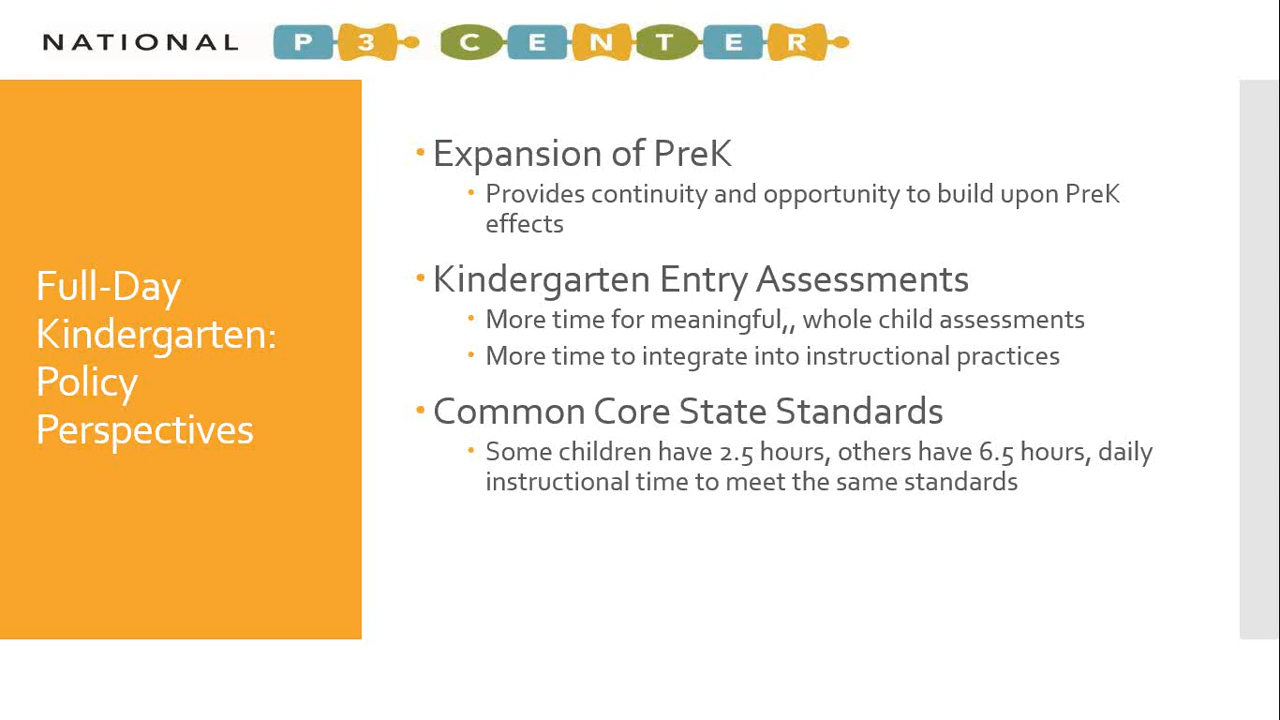 NATIONAL P3 CENTER
Full-Day
Kindergarten:
Policy
Perspectives
• Expansion of PreK
• Provides continuity and opportunity to build upon PreK
effects
• Kindergarten Entry Assessments
• More time for meaningful,, whole child assessments
• More time to integrate into instructional practices
• Common Core State Standards
• Some children have 2.5 hours, others have 6.5 hours, daily
instructional time to meet the same standards